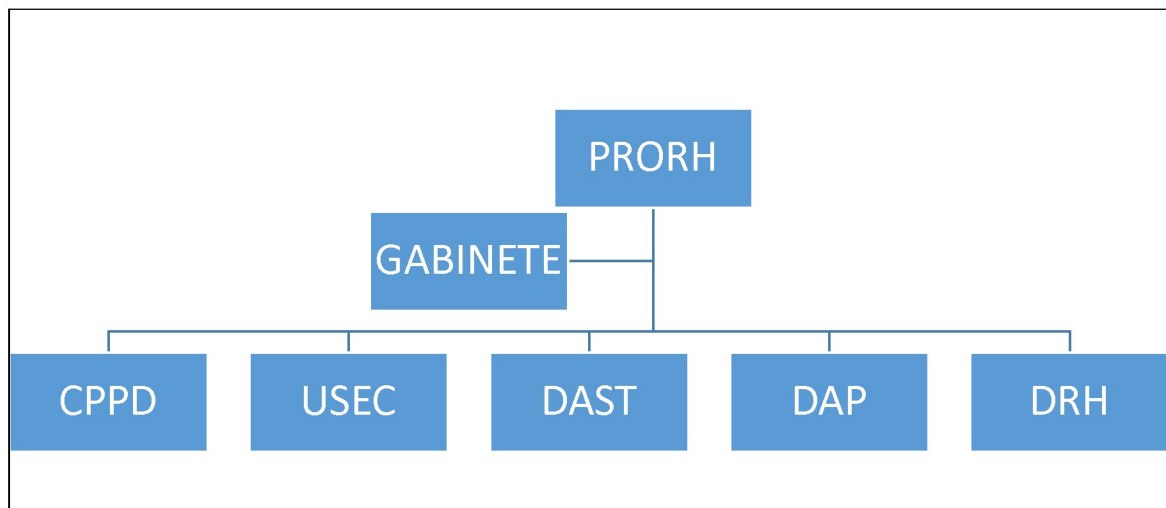 PRORH
GABINETE
CPPD
USEC
DAST
DAP
DRH